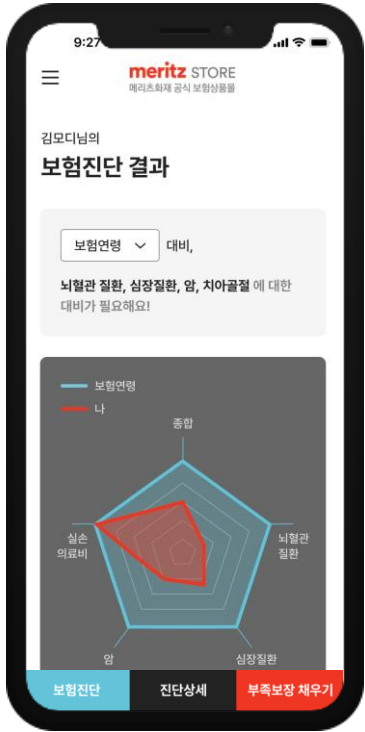 9:27
meritz STORE
메리츠화재 공식 보험상품몰
김모디님의
보험진단 결과
보험연령 대비,
뇌혈관 질환, 심장질환, 암, 치아골절 에 대한
대비가 필요해요!
보험연령
나
종합
실손
의료비
뇌혈관
질환
암
심장질환
보험진단 진단상세 부족보장 채우기